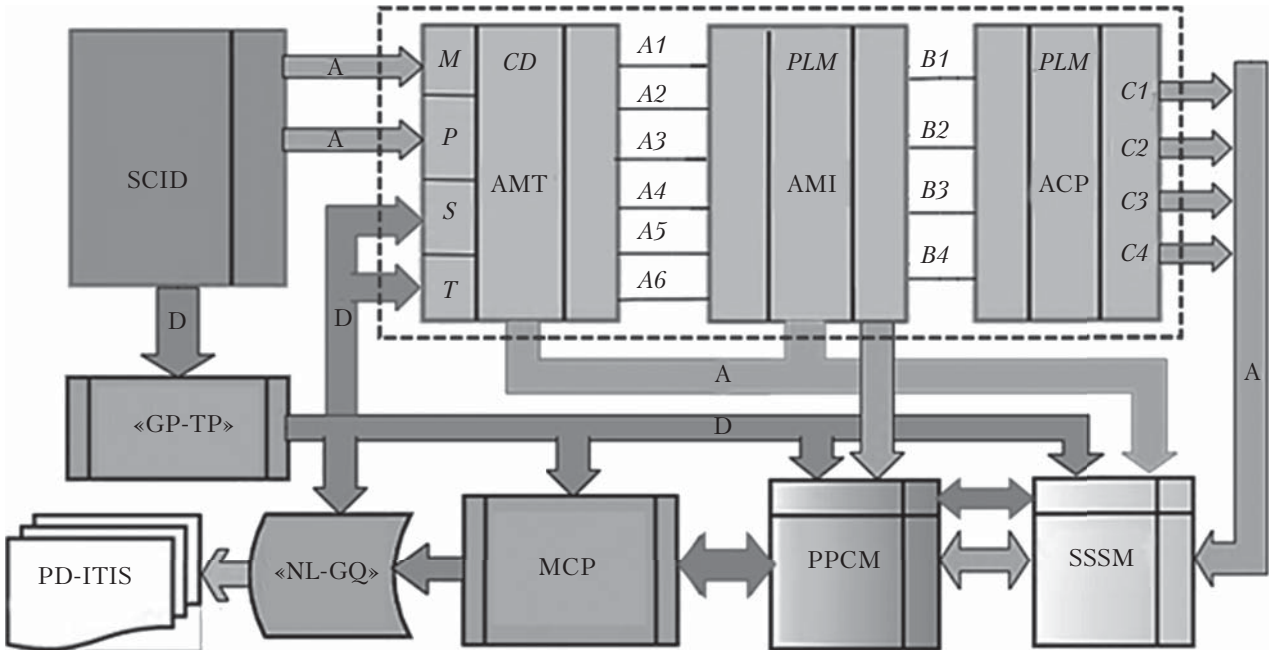 SCID
A
A
M
P
S
T
CD
AMT
A1
A2
A3
A4
A5
A6
PLM
AMI
B1
B2
B3
B4
PLM
ACP
C1
C2
C3
C4
D
D
A
A
D
«GP-TP»
PD-ITIS
«NL-GQ»
MCP
PPCM
SSSM